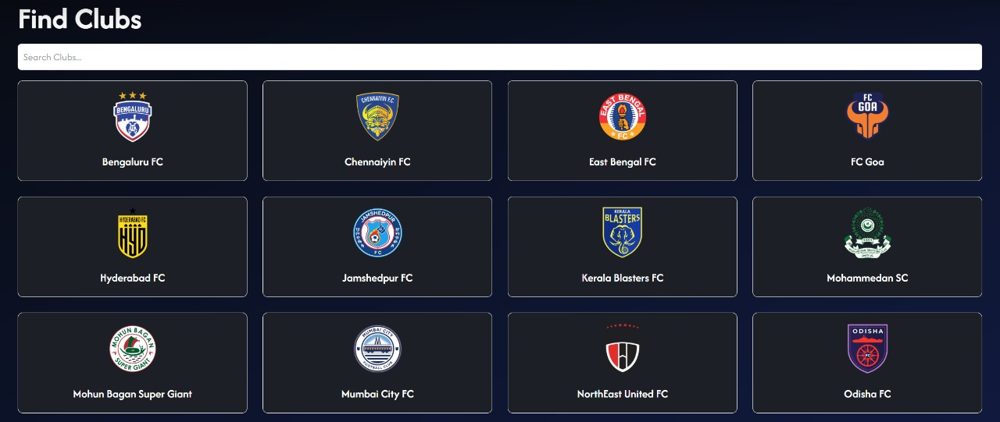 Find Clubs
Search Clubs...
BENGALURU
Bengaluru FC
CHENNAIYIN F.C.
Chennaiyin FC
EAST BENGAL
FC
East Bengal FC
FC
GOA
FC Goa
HYDERABAD FC
HYD
Hyderabad FC
JAMSHEDPUR
FC
Jamshedpur FC
KERALA
BLASTERS
Kerala Blasters FC
INDIA
Mohammedan SC
MOHUN BAGAN
SUPER GIANT
Mohun Bagan Super Giant
MUMBAI CITY
FOOTBALL CLUB
Mumbai City FC
NorthEast United FC
ODISHA
FC
Odisha FC